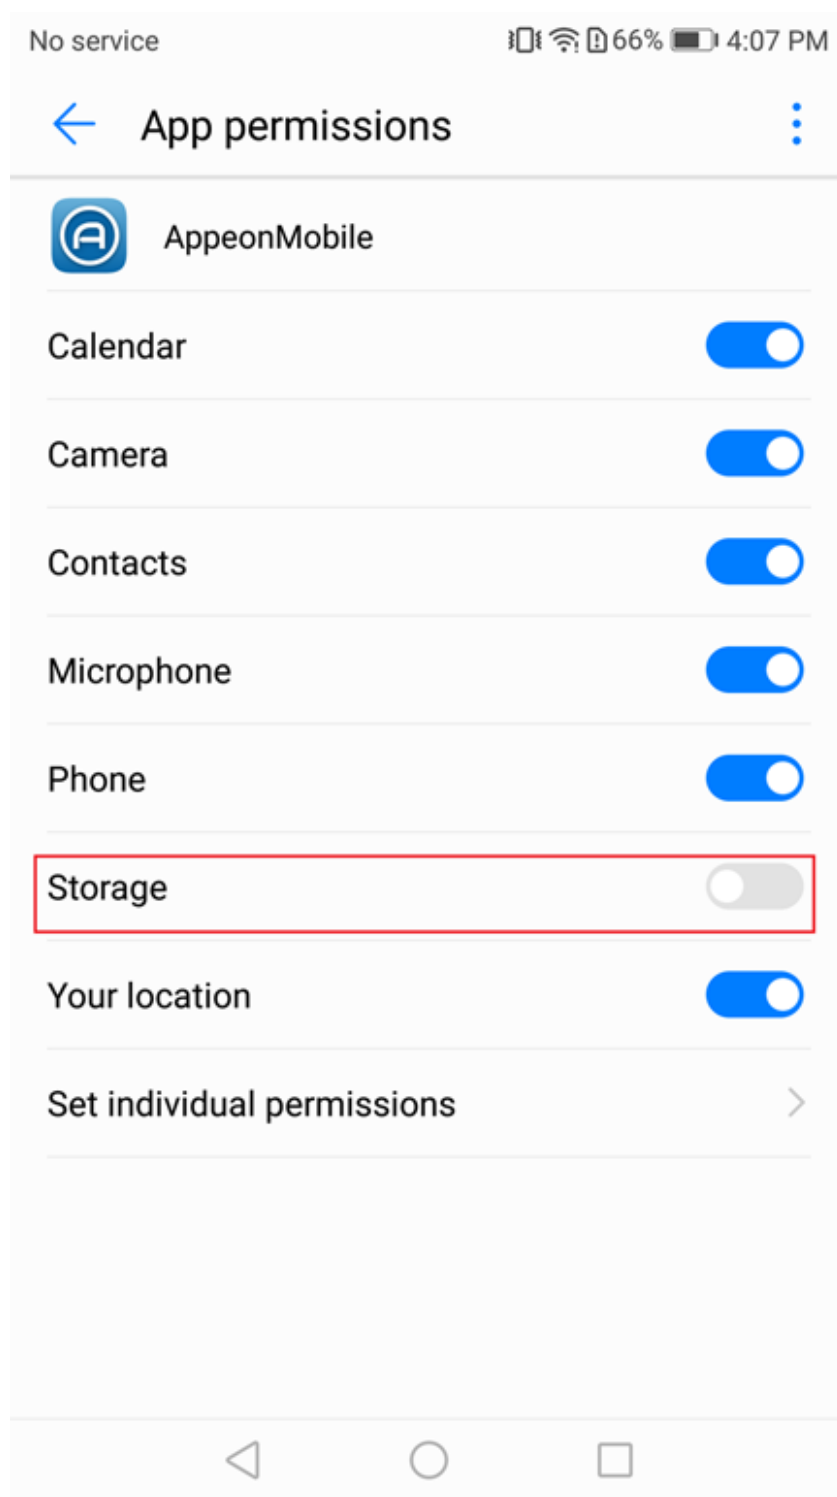 No service 66% 4:07 PM
App permissions
AppeonMobile
Calendar
Camera
Contacts
Microphone
Phone
Storage
Your location
Set individual permissions